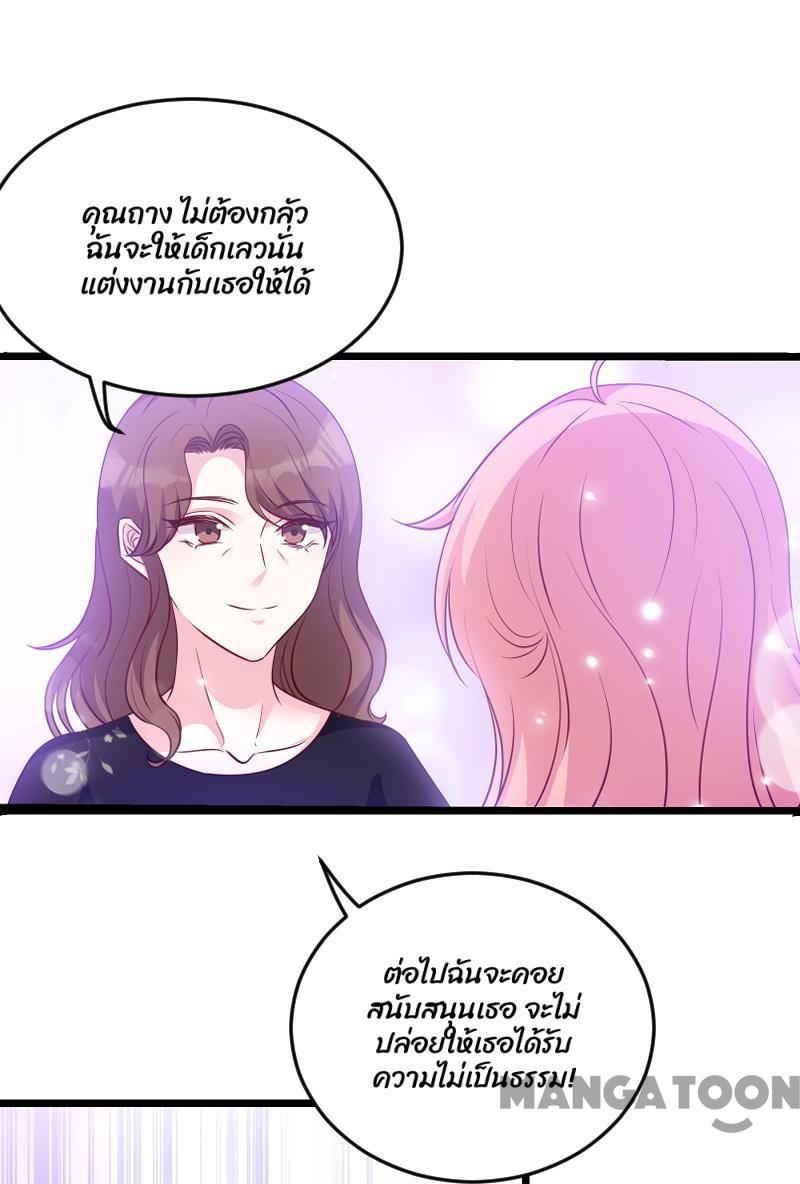 คุณถาง ไม่ต้องกลัว
ฉันจะให้เด็กเลวนั่น
แต่งงานกับเธอให้ได้
ต่อไปฉันจะคอย
สนับสนุนเธอ จะไม่
ปล่อยให้เธอได้รับ
ความไม่เป็นธรรม!
MANGATOON